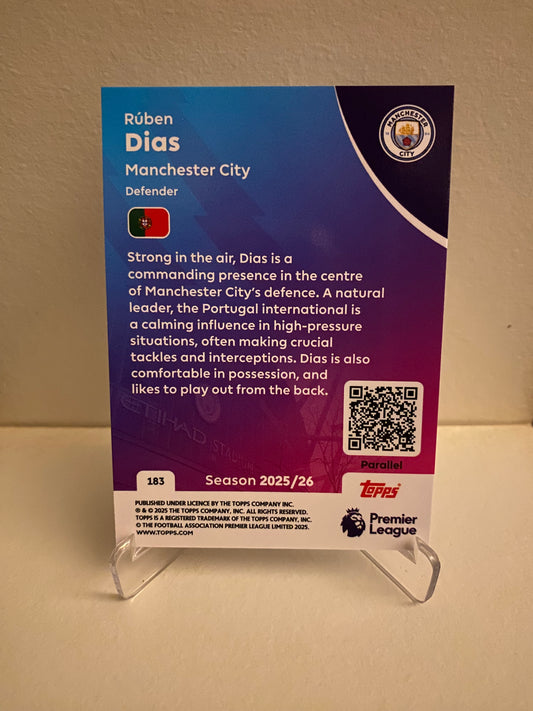 Rúben
Dias
MANCHESTER
CITY
Manchester City
Defender
Strong in the air, Dias is a
commanding presence in the centre
of Manchester City's defence. A natural
leader, the Portugal international is
a calming influence in high-pressure
situations, often making crucial
tackles and interceptions. Dias is also
comfortable in possession, and
likes to play out from the back.
ETIHAD STADIUM
Parallel
183
Season 2025/26
TOPPS
PUBLISHED UNDER LICENCE BY THE TOPPS COMPANY INC.
® & © 2025 THE TOPPS COMPANY, INC. ALL RIGHTS RESERVED.
TOPPS IS A REGISTERED TRADEMARK OF THE TOPPS COMPANY, INC.
© THE FOOTBALL ASSOCIATION PREMIER LEAGUE LIMITED 2025.
WWW.TOPPS.COM
Premier
League